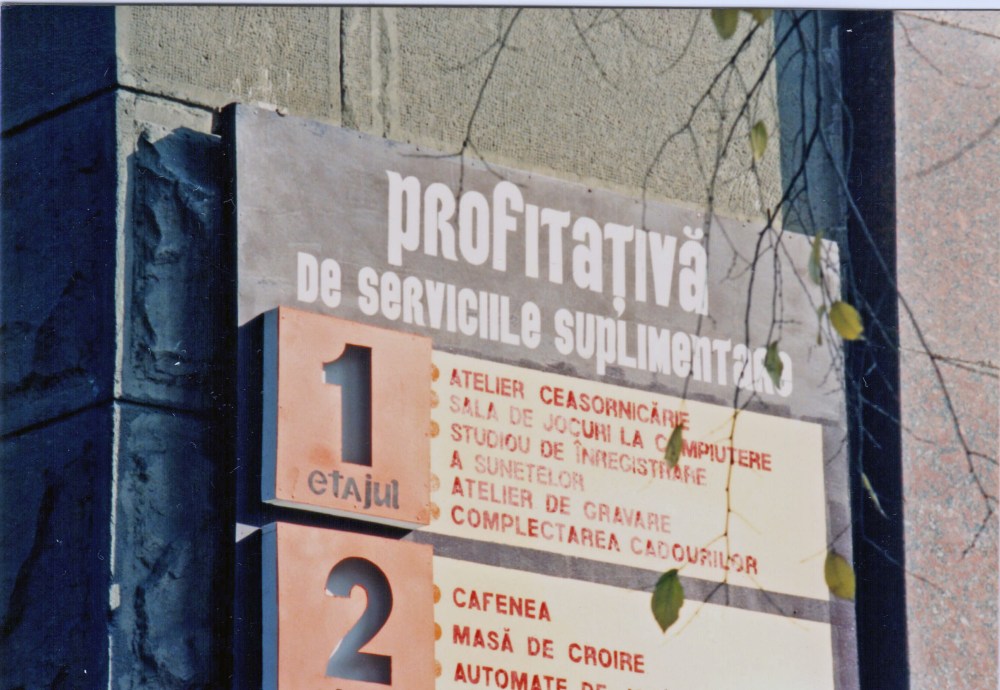 PROFITAȚIVĂ
DE SERVICIILE SUPLIMENTARE
1
etAjul
ATELIER CEASORNICĂRIE
SALA DE JOCURI LA COMPIUTERE
STUDIOU DE ÎNREGISTRARE
A SUNETELOR
ATELIER DE GRAVARE
COMPLECTAREA CADOURILOR
2
CAFENEA
MASĂ DE CROIRE
AUTOMATE DE